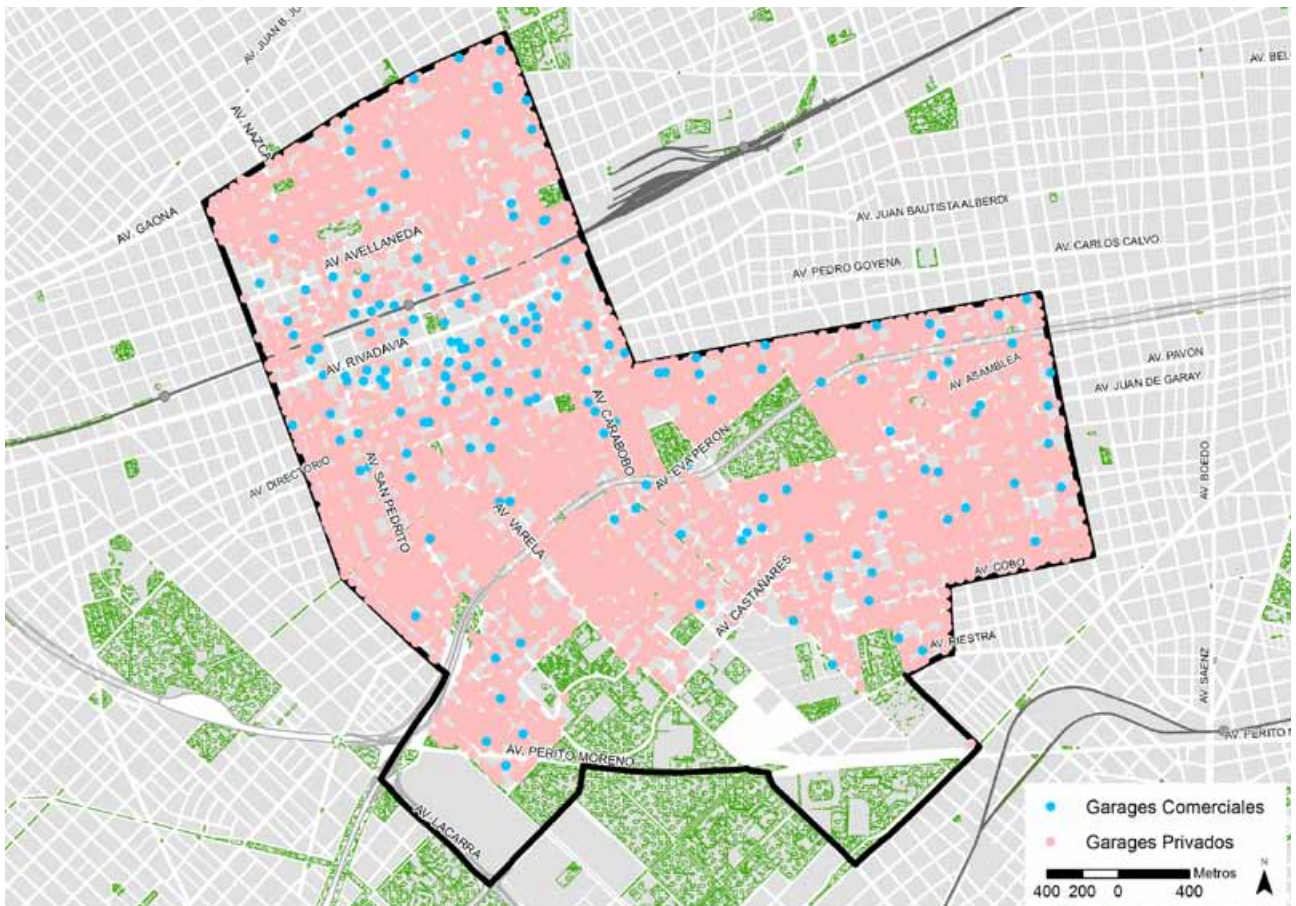 AV. JUAN B. JU
AV. NAZCA
AV. BEL
AV. GAONA
AV. JUAN BAUTISTA ALBERDI
AV. AVELLANEDA
AV. CARLOS CALVO
AV. PEDRO GOYENA
AV. RIVADAVIA
AV. PAVON
AV. ASAMBLEA
AV. JUAN DE GARAY
AV. CARABOBO
AV. EVA PERON
AV. BOEDO
AV. DIRECTORIO
AV. SAN PEDRITO
AV. VARELA
AV. CASTAÑARES
AV. COBO
AV. RIESTRA
AV. SAENZ
AV. PERITO M
AV. PERITO MORENO
AV. LACARRA
Garages Comerciales
Garages Privados
400 200 0 400 Metros
N